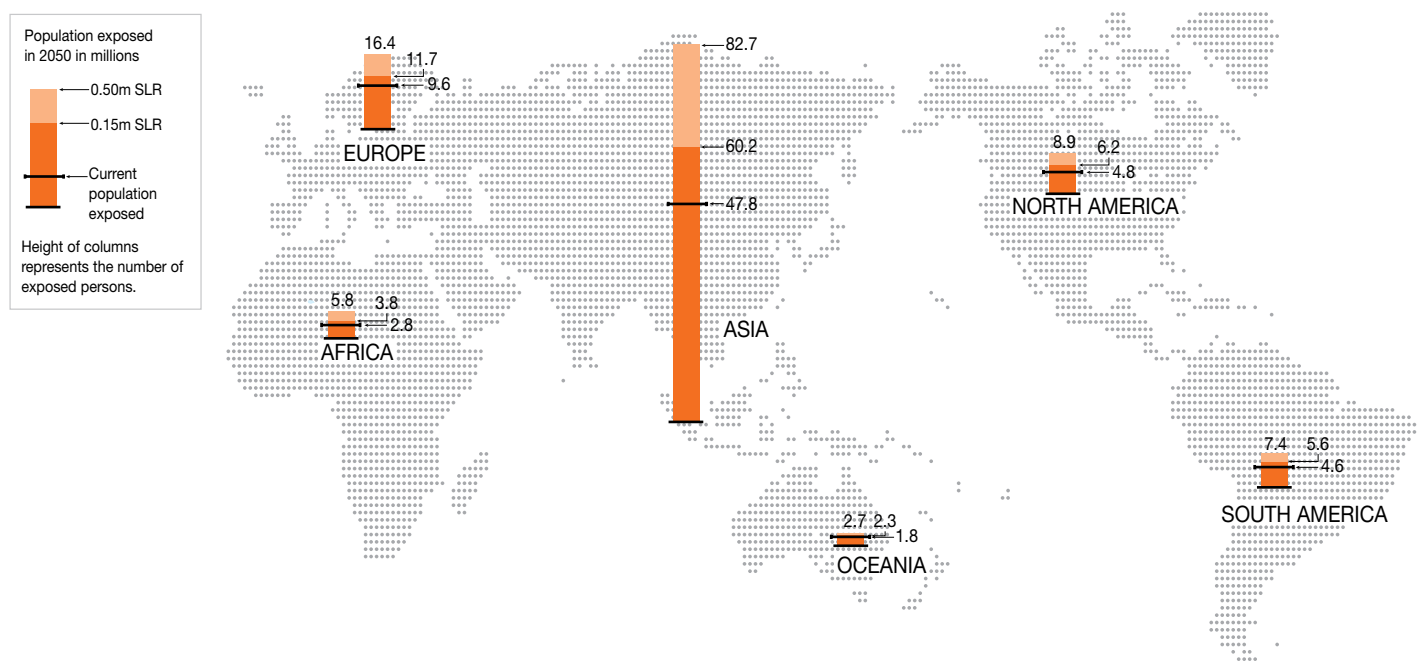 Population exposed
in 2050 in millions
0.50m SLR
0.15m SLR
Current
population
exposed
Height of columns
represents the number of
exposed persons.
16.4
11.7
9.6
EUROPE
82.7
60.2
47.8
ASIA
8.9
6.2
4.8
NORTH AMERICA
5.8
3.8
2.8
AFRICA
7.4
5.6
4.6
SOUTH AMERICA
2.7
2.3
1.8
OCEANIA